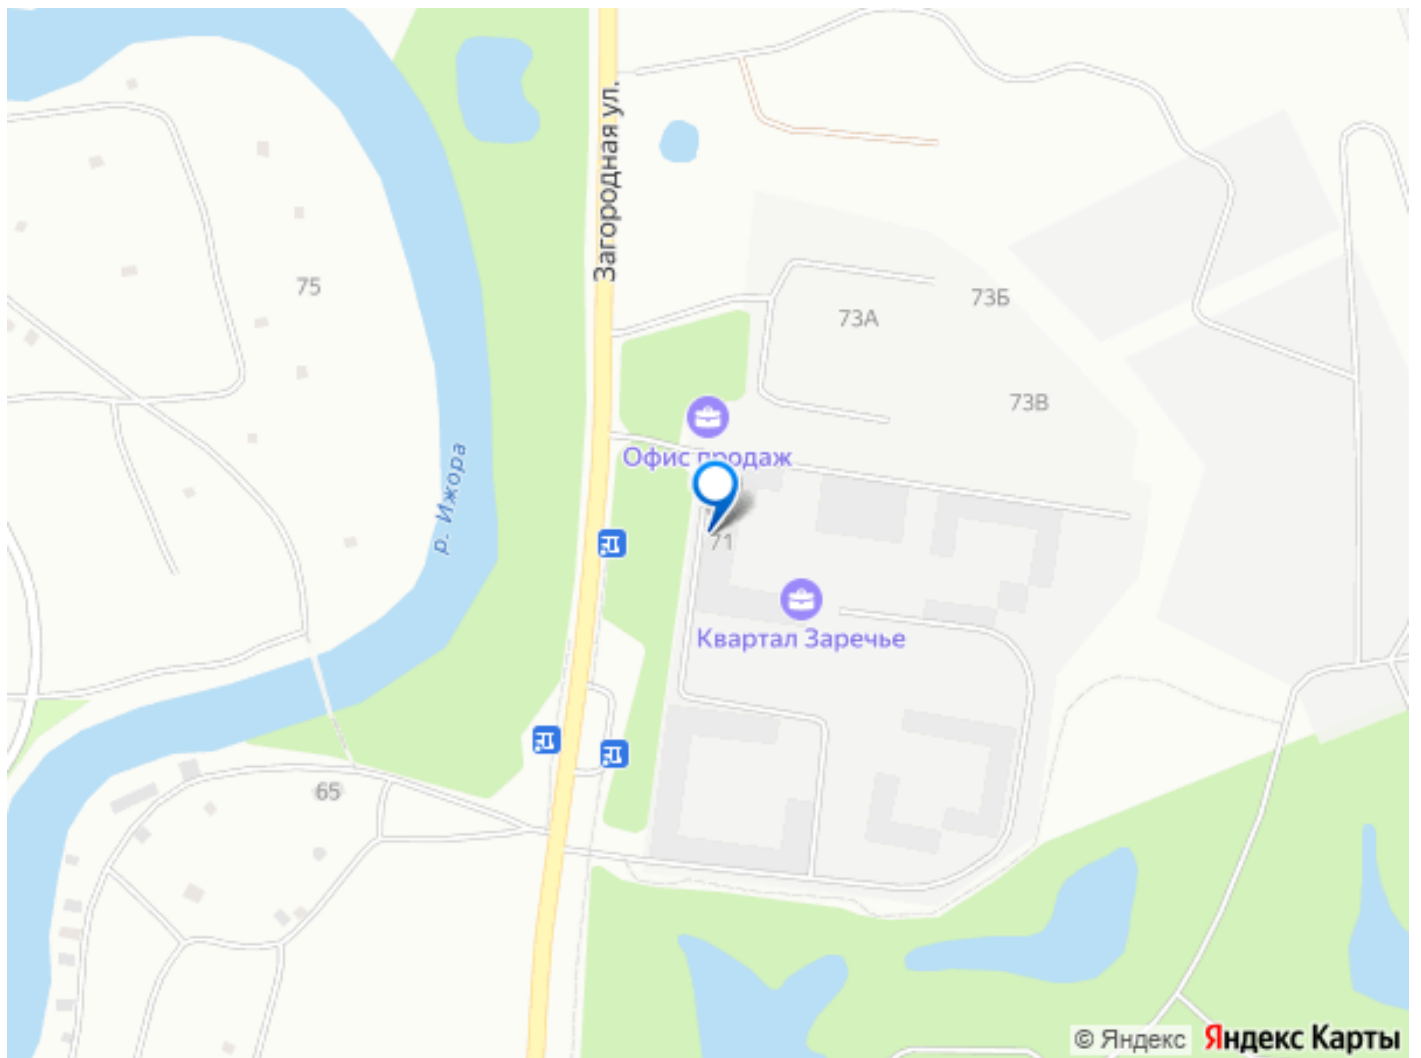 Загородная ул.
75
73Б
73А
73В
Офис продаж
р. Ижора
71
Квартал Заречье
65
© Яндекс Яндекс Карты